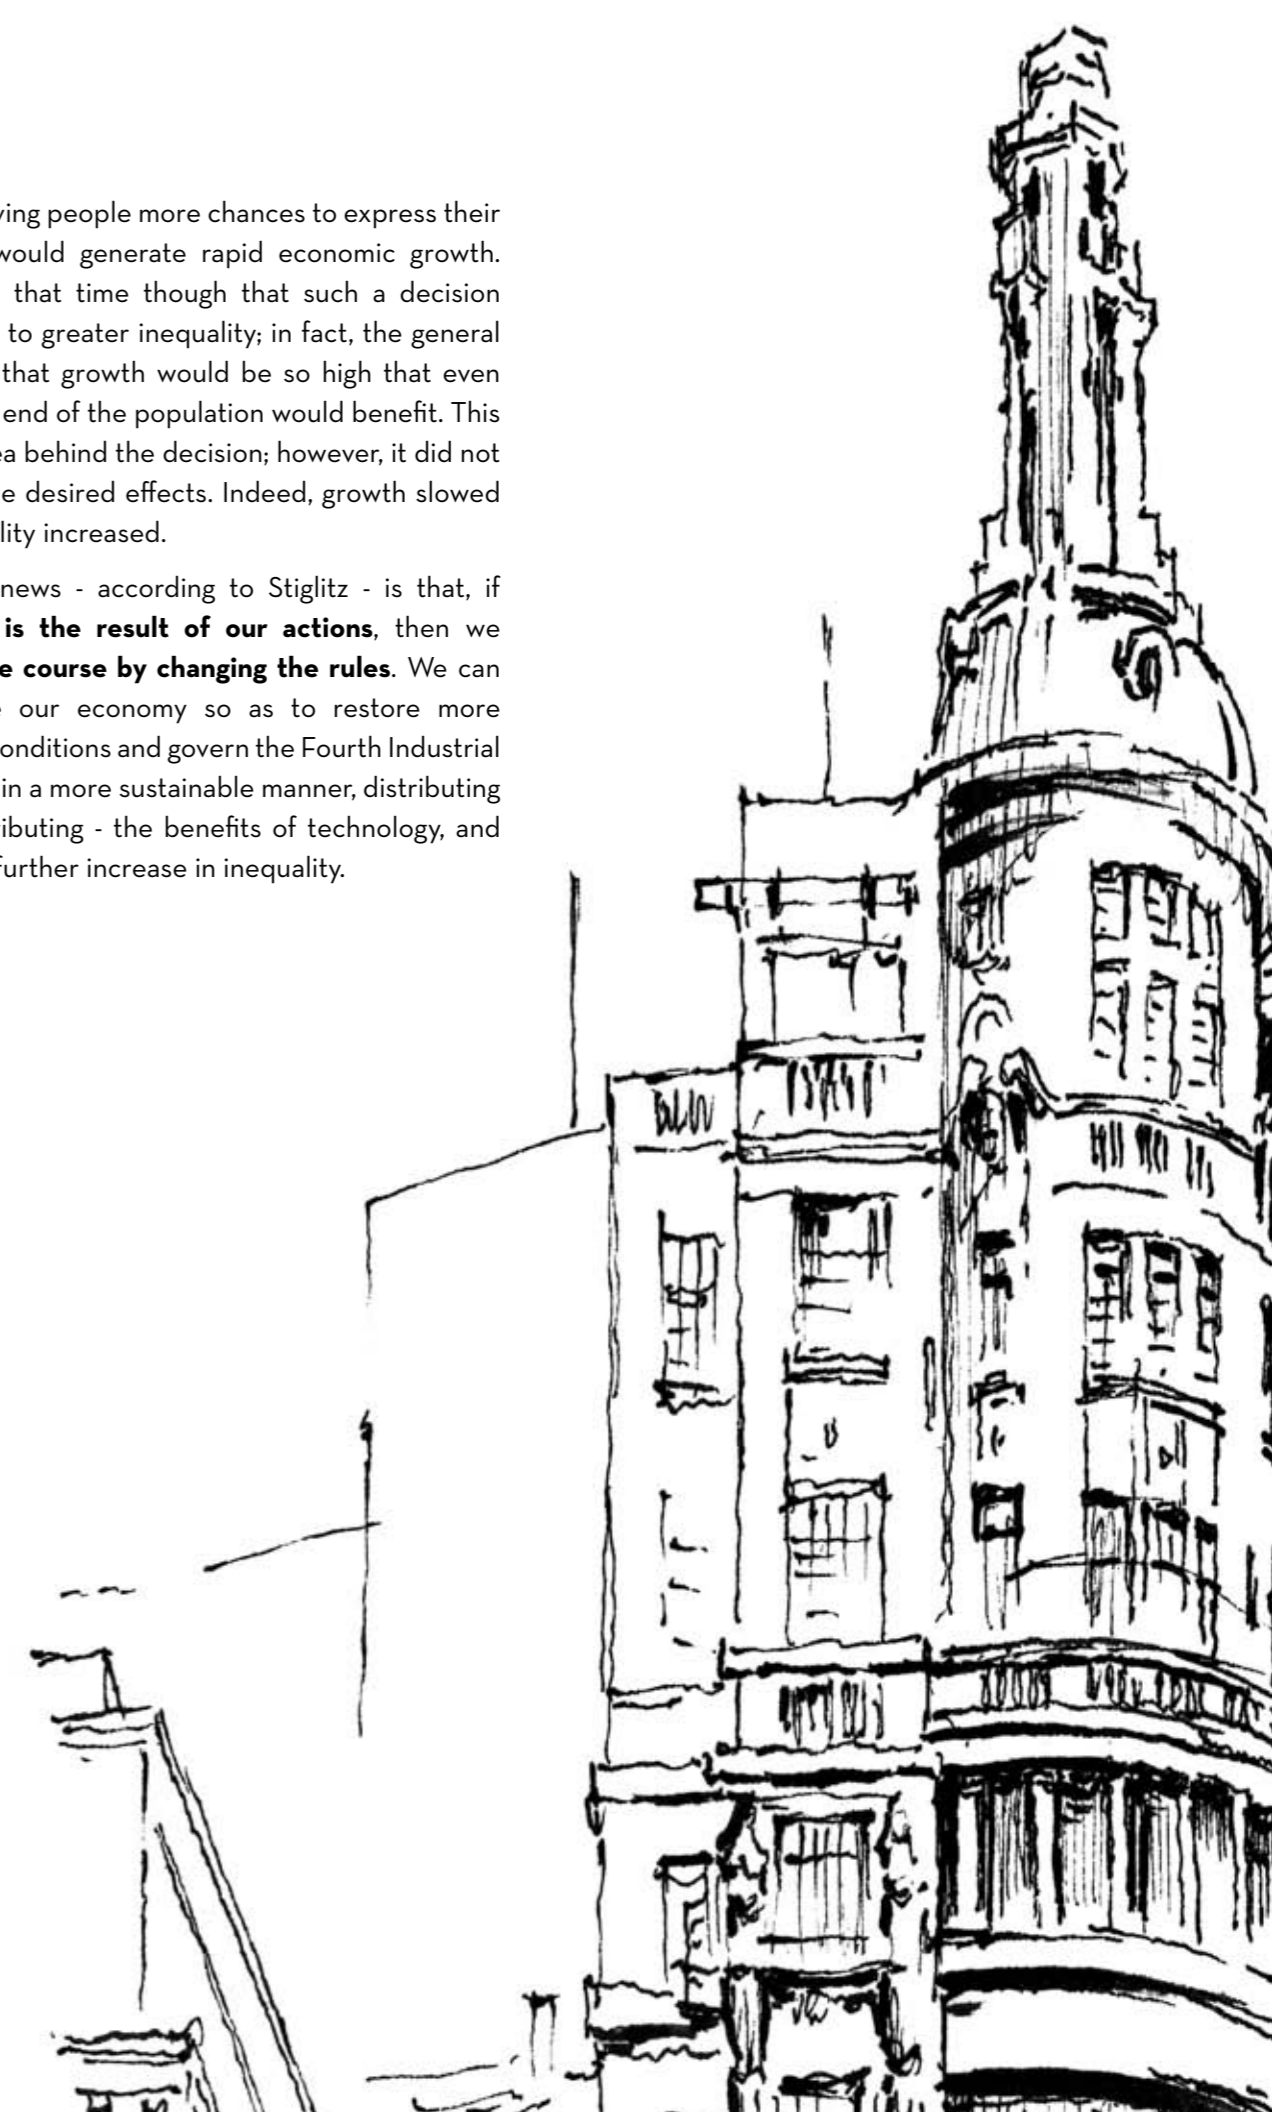 ving people more chances to express their
would generate rapid economic growth.
that time though that such a decision
to greater inequality; in fact, the general
that growth would be so high that even
end of the population would benefit. This
ea behind the decision; however, it did not
e desired effects. Indeed, growth slowed
lity increased.
news - according to Stiglitz - is that, if
is the result of our actions, then we
e course by changing the rules. We can
e our economy so as to restore more
onditions and govern the Fourth Industrial
in a more sustainable manner, distributing
ributing - the benefits of technology, and
further increase in inequality.